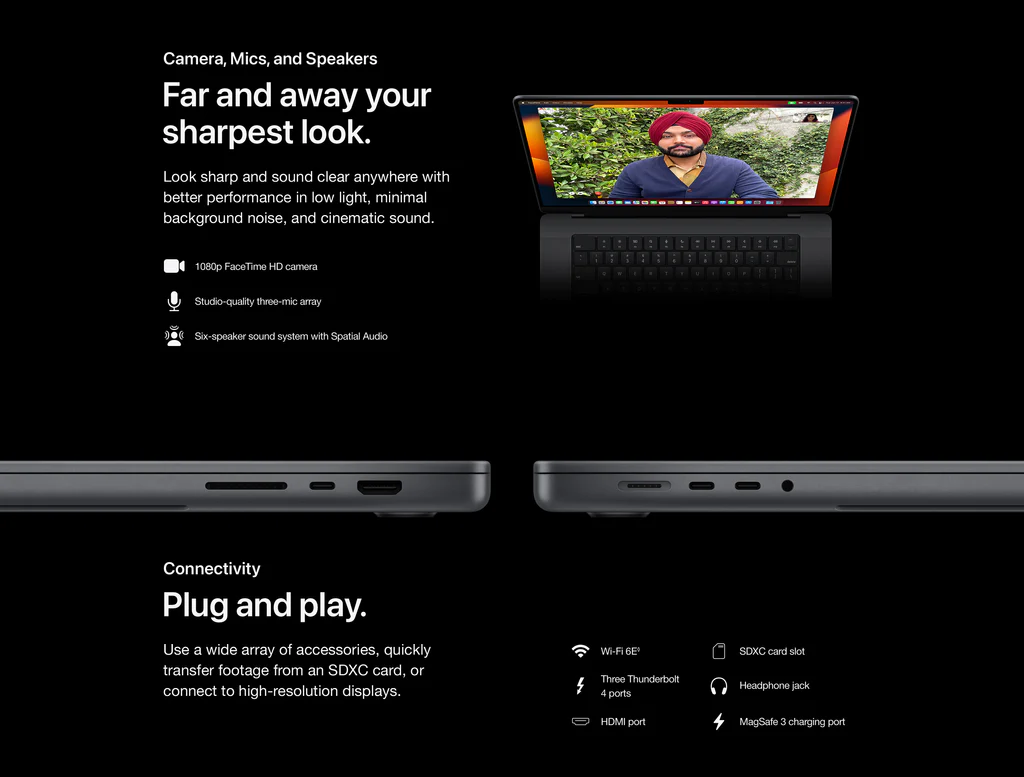 Camera, Mics, and Speakers
Far and away your
sharpest look.
Look sharp and sound clear anywhere with
better performance in low light, minimal
background noise, and cinematic sound.
1080p FaceTime HD camera
Studio-quality three-mic array
Six-speaker sound system with Spatial Audio
Connectivity
Plug and play.
Use a wide array of accessories, quickly
transfer footage from an SDXC card, or
connect to high-resolution displays.
Wi-Fi 6E◊
Three Thunderbolt
4 ports
HDMI port
SDXC card slot
Headphone jack
MagSafe 3 charging port